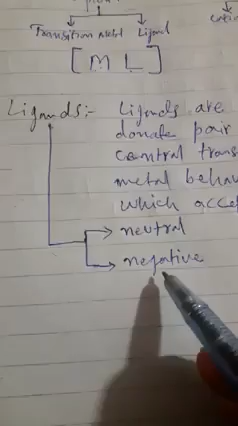 Transition metal Ligand
[ M L ]
Ligands:- Ligands are
donate pair
central trans
metal behav
which acce
neutral
negative